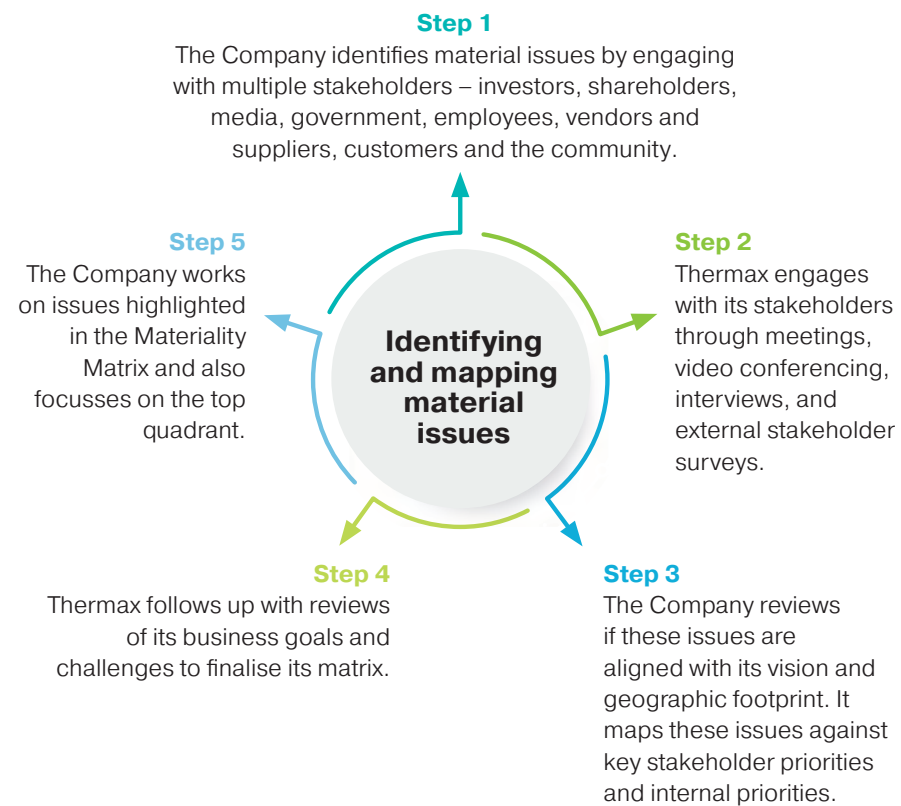 Step 1
The Company identifies material issues by engaging
with multiple stakeholders – investors, shareholders,
media, government, employees, vendors and
suppliers, customers and the community.
Step 2
Thermax engages
with its stakeholders
through meetings,
video conferencing,
interviews, and
external stakeholder
surveys.
Step 3
The Company reviews
if these issues are
aligned with its vision and
geographic footprint. It
maps these issues against
key stakeholder priorities
and internal priorities.
Step 4
Thermax follows up with reviews
of its business goals and
challenges to finalise its matrix.
Step 5
The Company works
on issues highlighted
in the Materiality
Matrix and also
focusses on the top
quadrant.
Identifying
and mapping
material
issues